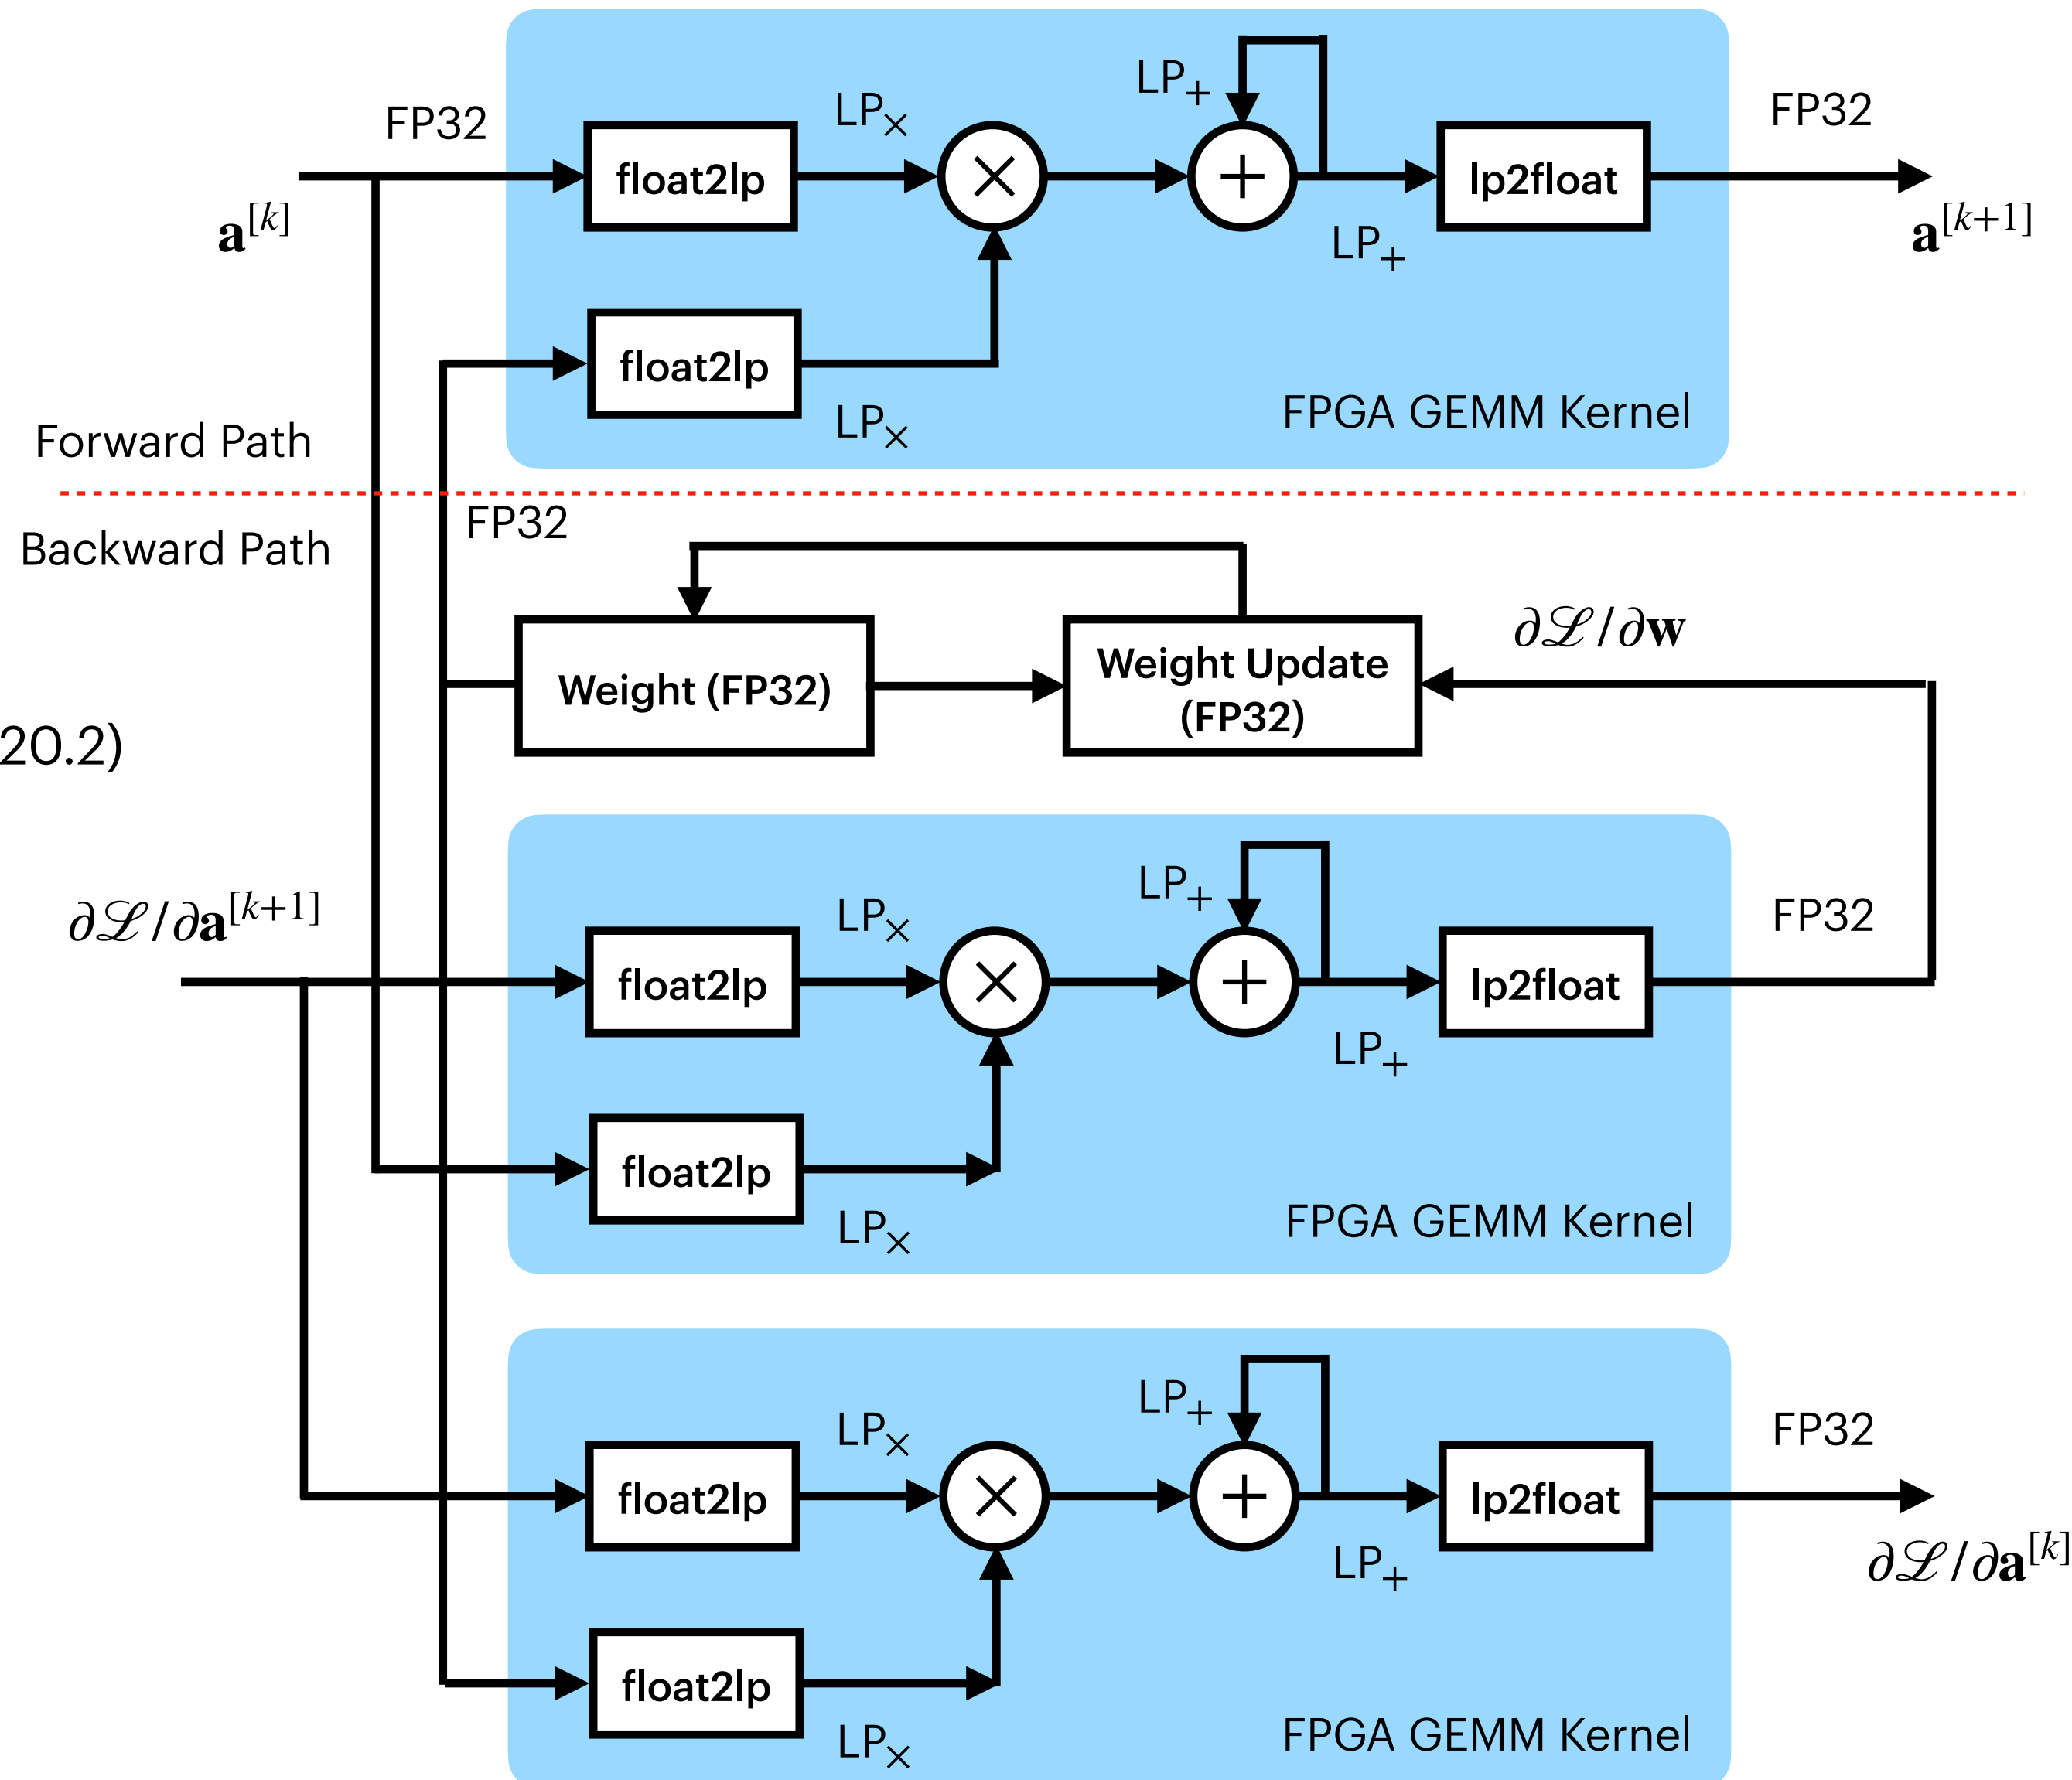 FP32
LP×
LP+
FP32
float2lp
×
+
lp2float
a[k]
LP+
a[k+1]
float2lp
LP×
FPGA GEMM Kernel
Forward Path
Backward Path
FP32
∂ℒ/∂w
Weight (FP32)
Weight Update
(FP32)
20.2)
∂ℒ/∂a[k+1]
LP×
LP+
FP32
float2lp
×
+
lp2float
LP+
float2lp
LP×
FPGA GEMM Kernel
LP×
LP+
FP32
float2lp
×
+
lp2float
LP+
∂ℒ/∂a[k]
float2lp
LP×
FPGA GEMM Kernel